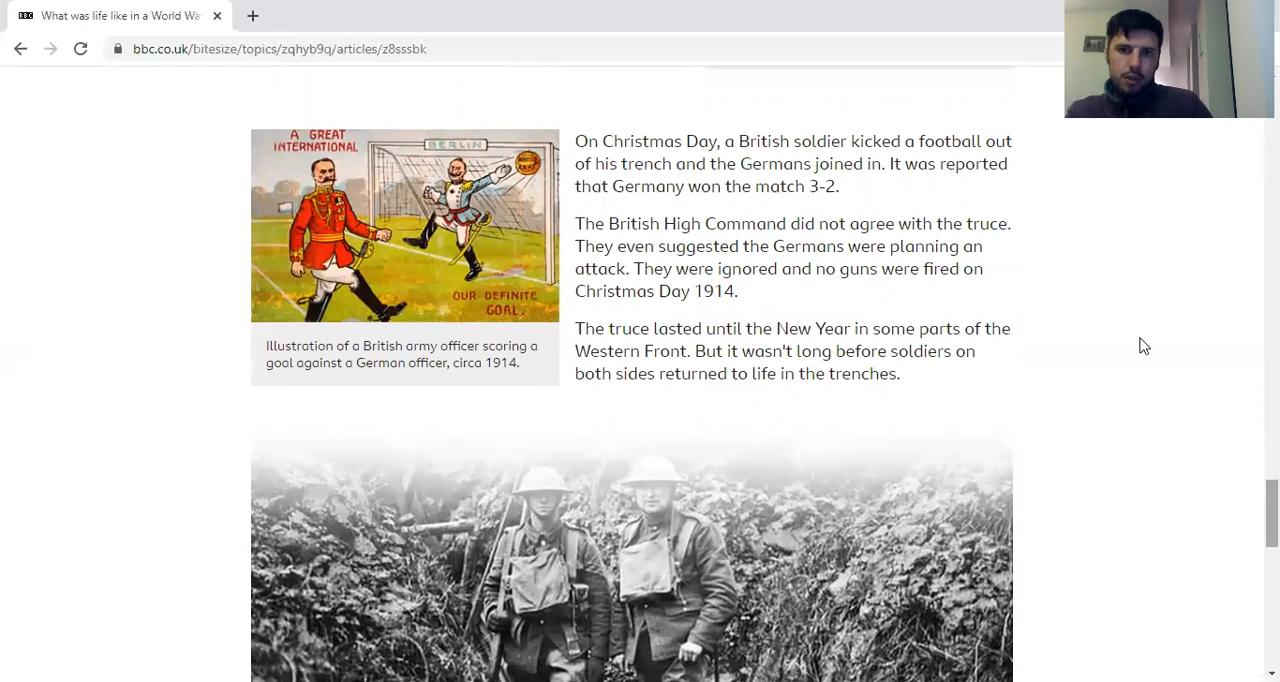 BBC What was life like in a World Wa
bbc.co.uk/bitesize/topics/zqhyb9q/articles/z8sssbk
A GREAT
INTERNATIONAL
BERLIN
OUR DEFINITE
GOAL.
Illustration of a British army officer scoring a
goal against a German officer, circa 1914.
On Christmas Day, a British soldier kicked a football out
of his trench and the Germans joined in. It was reported
that Germany won the match 3-2.
The British High Command did not agree with the truce.
They even suggested the Germans were planning an
attack. They were ignored and no guns were fired on
Christmas Day 1914.
The truce lasted until the New Year in some parts of the
Western Front. But it wasn't long before soldiers on
both sides returned to life in the trenches.